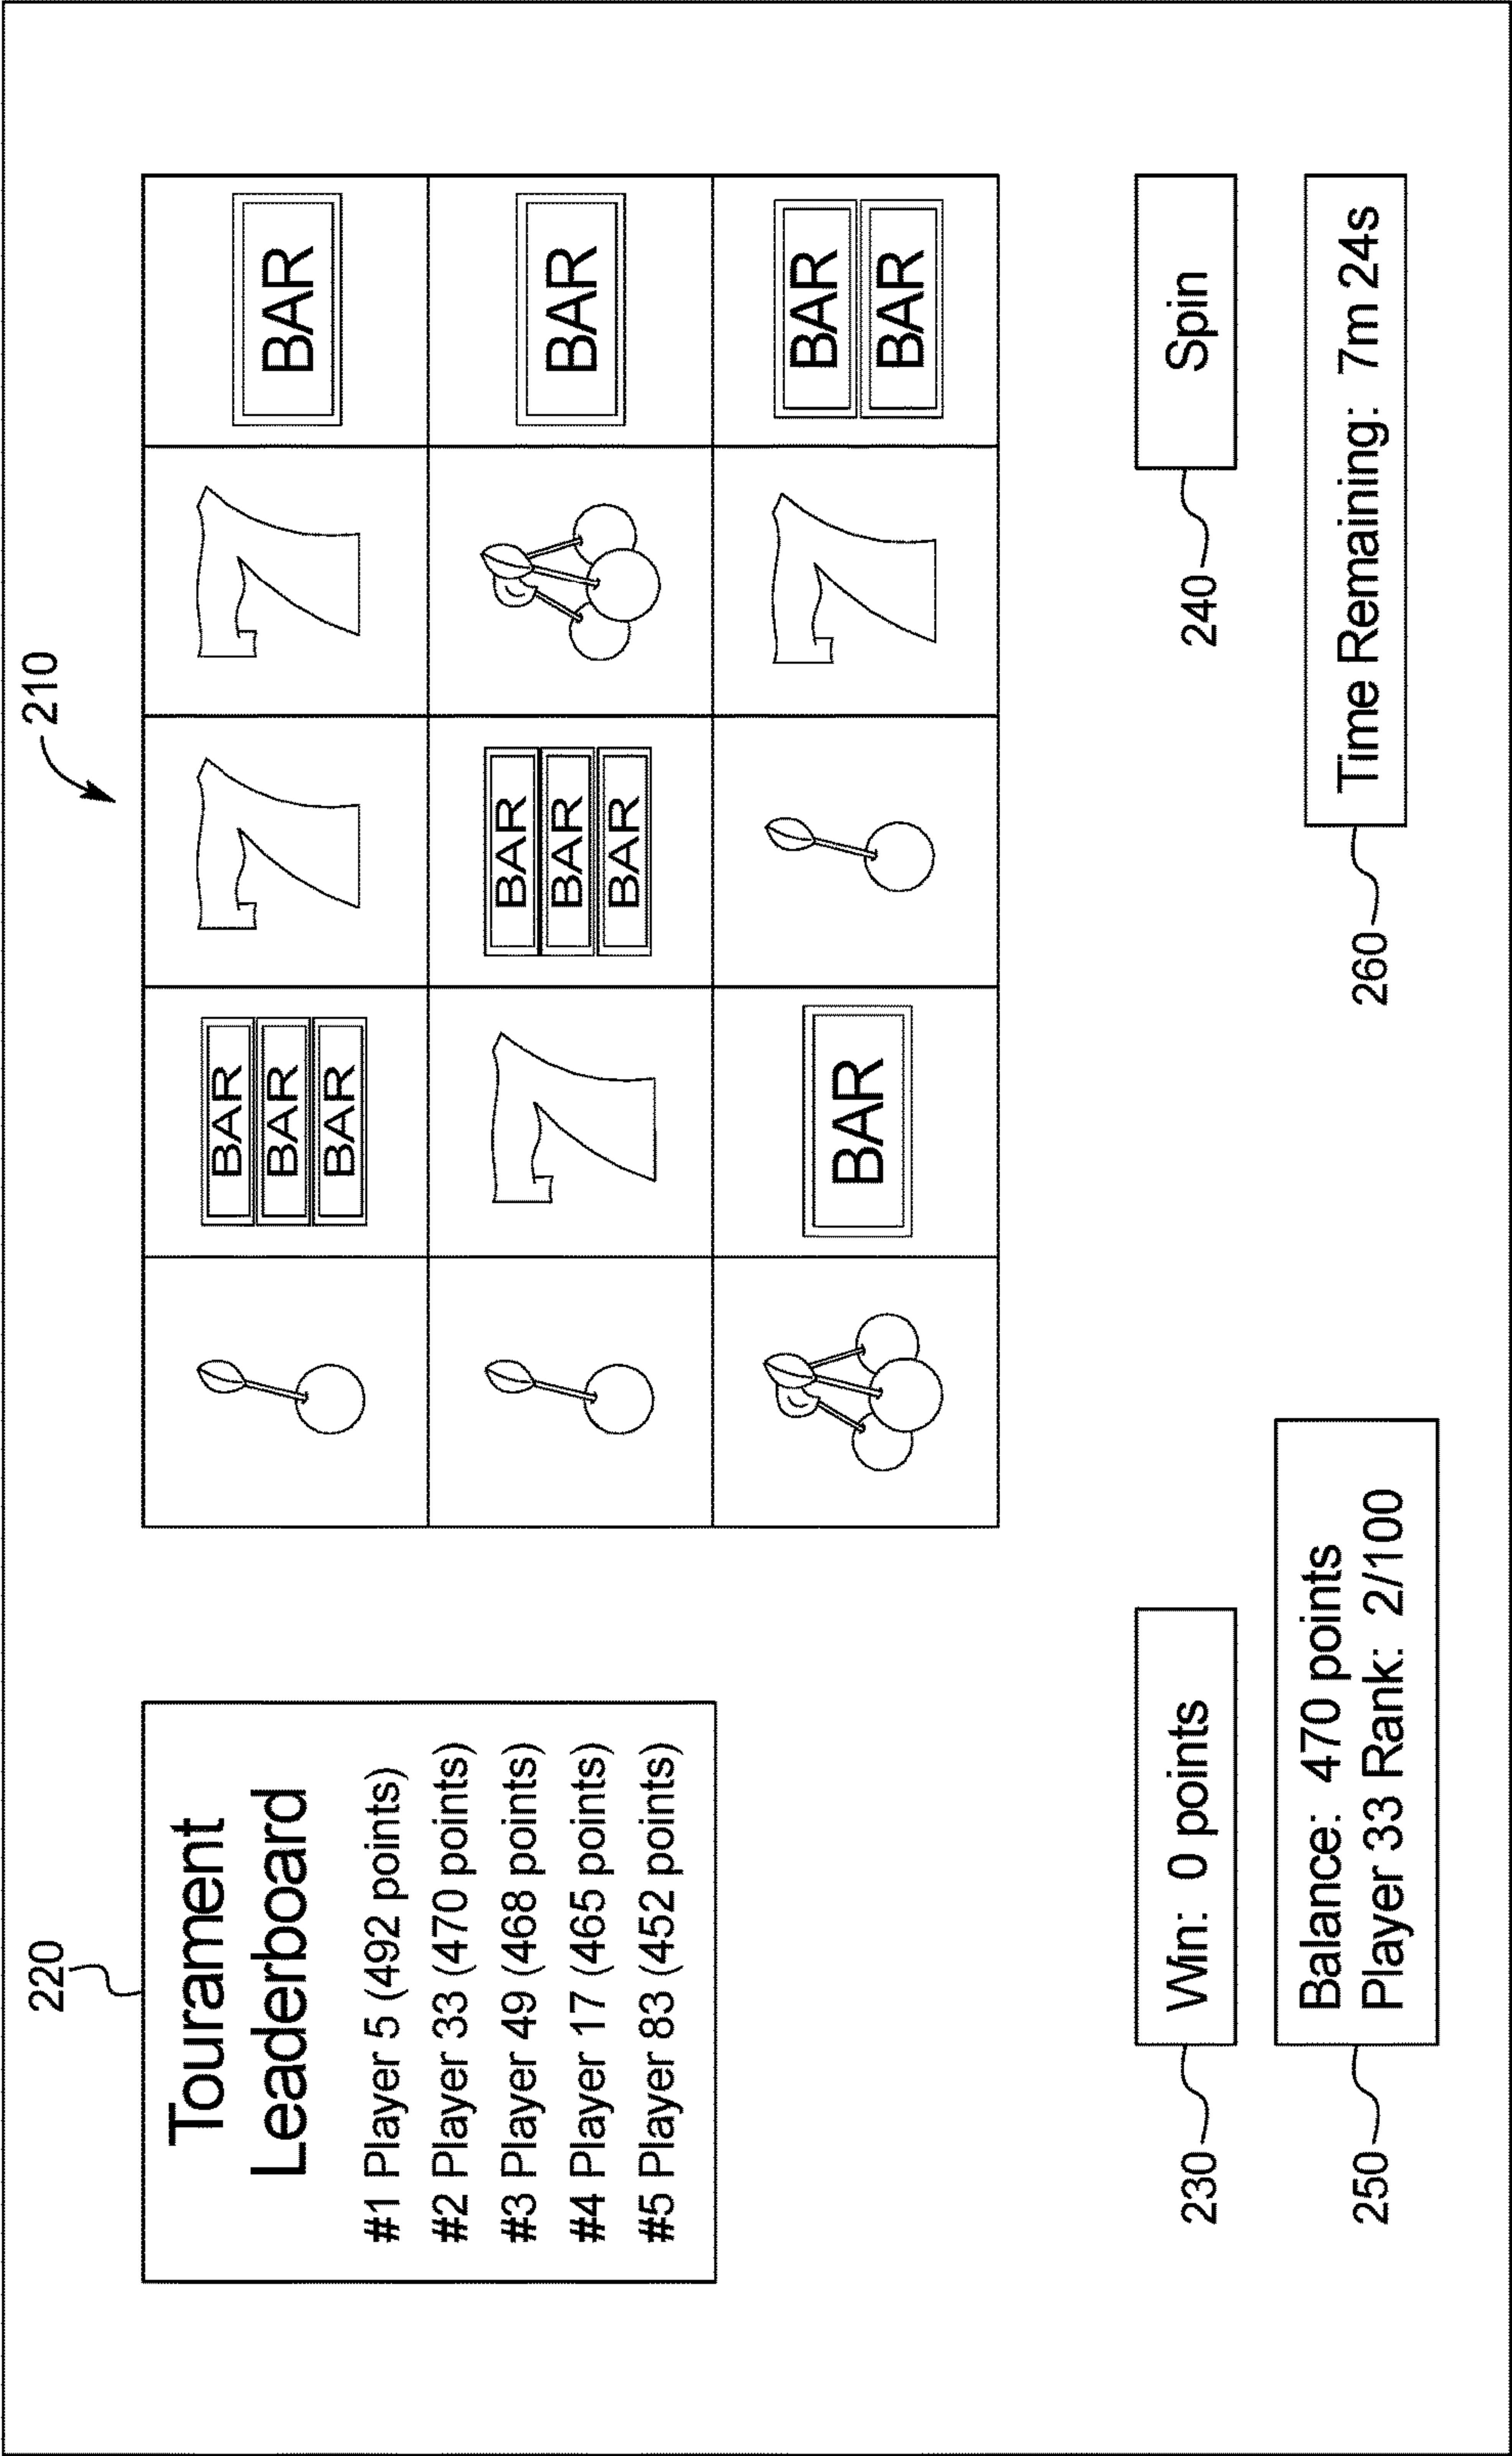 210
220
Tourament
Leaderboard
#1 Player 5 (492 points)
#2 Player 33 (470 points)
#3 Player 49 (468 points)
#4 Player 17 (465 points)
#5 Player 83 (452 points)
BAR
BAR
BAR
BAR
BAR
BAR
BAR
BAR
BAR
BAR
BAR
230
Win: 0 points
240
Spin
250
Balance: 470 points
Player 33 Rank: 2/100
260
Time Remaining: 7m 24s